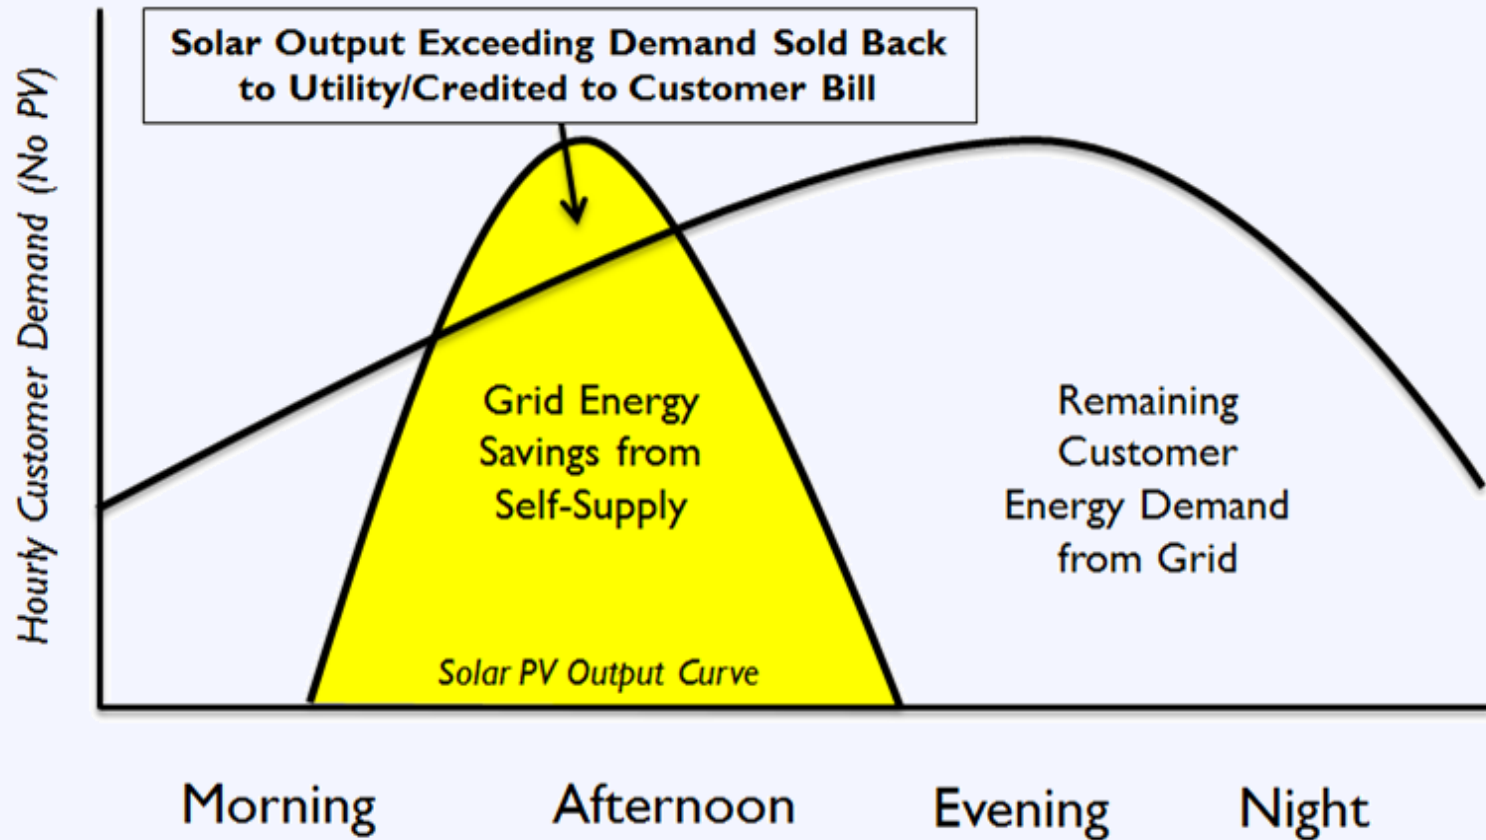 Solar Output Exceeding Demand Sold Back
to Utility/Credited to Customer Bill
Hourly Customer Demand (No PV)
Grid Energy
Savings from
Self-Supply
Remaining
Customer
Energy Demand
from Grid
Solar PV Output Curve
Morning
Afternoon
Evening
Night